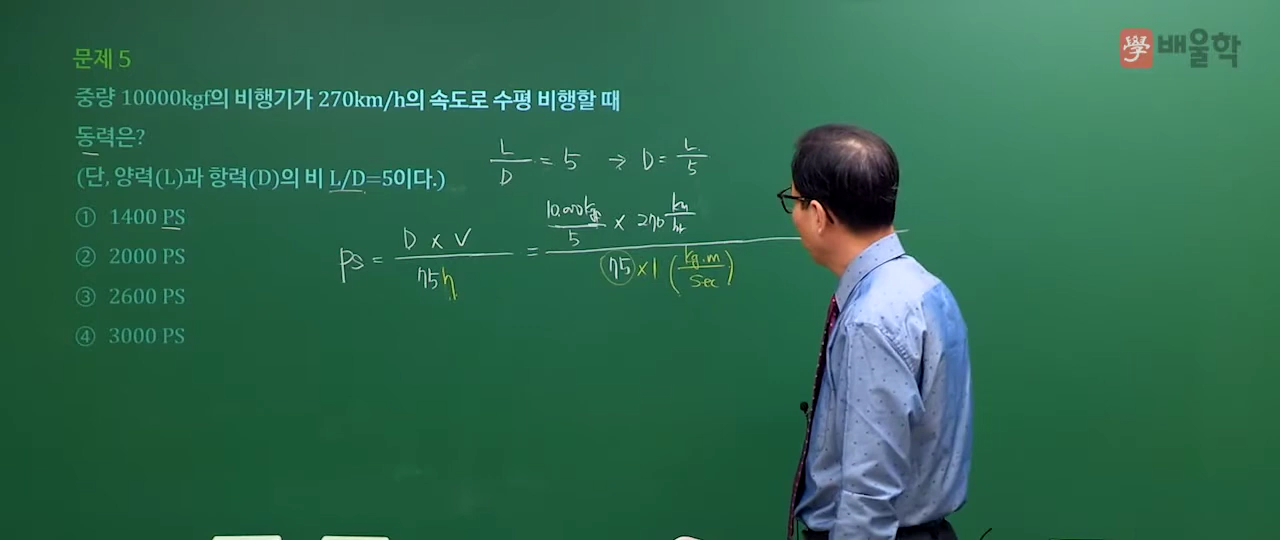 學 배울학
문제 5
중량 10000kgf의 비행기가 270km/h의 속도로 수평 비행할 때
동력은?
(단, 양력(L)과 항력(D)의 비 L/D=5이다.)
① 1400 PS
② 2000 PS
③ 2600 PS
④ 3000 PS
L/D = 5 → D = L/5
PS = D × V / 75η = 10,000kgf/5 × 270 km/hr / 75 × 1 (kg·m/sec)